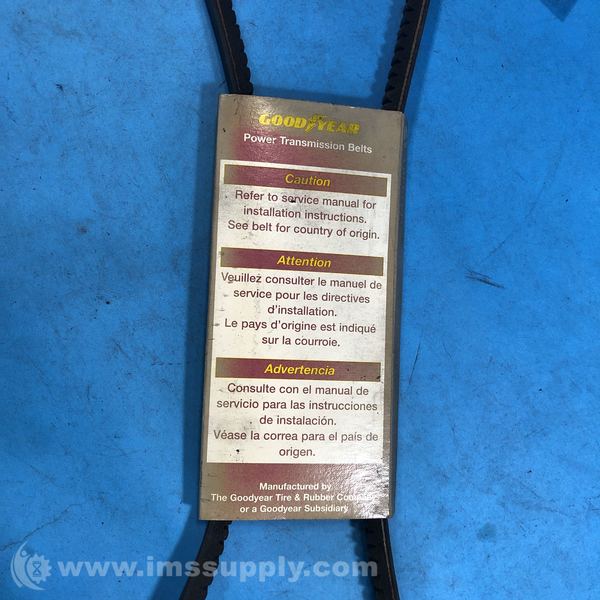 GOODYEAR
Power Transmission Belts
Caution
Refer to service manual for
installation instructions.
See belt for country of origin.
Attention
Veuillez consulter le manuel de
service pour les directives
d'installation.
Le pays d'origine est indiqué
sur la courroie.
Advertencia
Consulte con el manual de
servicio para las instrucciones
de instalación.
Véase la correa para el país de
origen.
Manufactured by
The Goodyear Tire & Rubber Company
or a Goodyear Subsidiary
www.imssupply.com